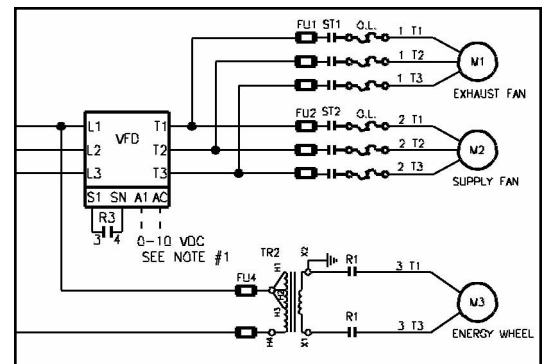 FU1 ST1 O.L. 1 T1
M1
1 T2
1 T3
EXHAUST FAN
FU2 ST2 O.L. 2 T1
L1 VFD T1
M2
L2 T2
2 T2
L3 T3
2 T3
SUPPLY FAN
S1 SN A1 AC
R3
3 4
0-10 VDC
SEE NOTE #1
TR2
X2
R1
3 T1
FU4
H1
H2
H3
H4
X1
M3
R1
3 T3
ENERGY WHEEL